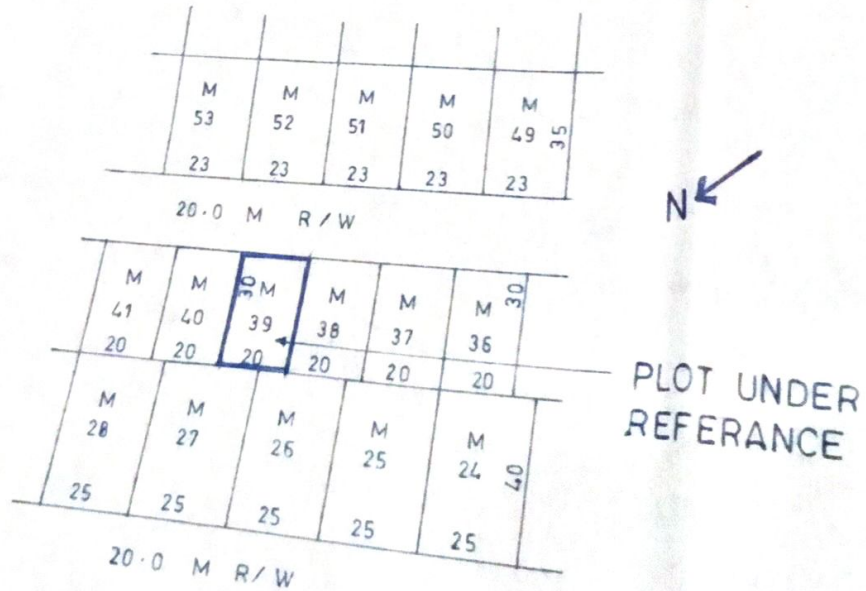 M M M M M
53 52 51 50 49 35
23 23 23 23 23
20.0 M R/W
N
M M 30 M M M M 30
41 40 39 38 37 36
20 20 20 20 20 20
PLOT UNDER
REFERANCE
M M M M M
28 27 26 25 24 40
25 25 25 25 25
20.0 M R/W